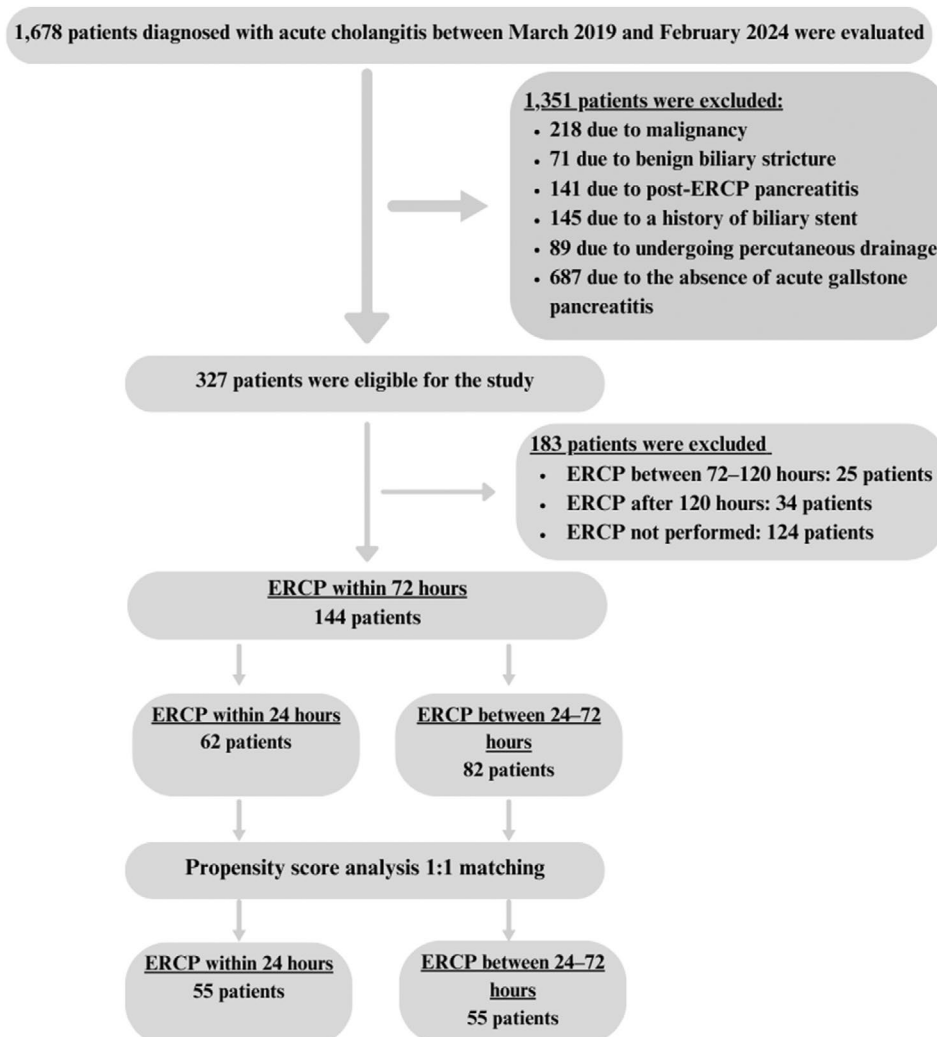 1,678 patients diagnosed with acute cholangitis between March 2019 and February 2024 were evaluated
1,351 patients were excluded:
• 218 due to malignancy
• 71 due to benign biliary stricture
• 141 due to post-ERCP pancreatitis
• 145 due to a history of biliary stent
• 89 due to undergoing percutaneous drainage
• 687 due to the absence of acute gallstone
pancreatitis
327 patients were eligible for the study
183 patients were excluded
• ERCP between 72–120 hours: 25 patients
• ERCP after 120 hours: 34 patients
• ERCP not performed: 124 patients
ERCP within 72 hours
144 patients
ERCP within 24 hours
62 patients
ERCP between 24–72
hours
82 patients
Propensity score analysis 1:1 matching
ERCP within 24 hours
55 patients
ERCP between 24–72
hours
55 patients